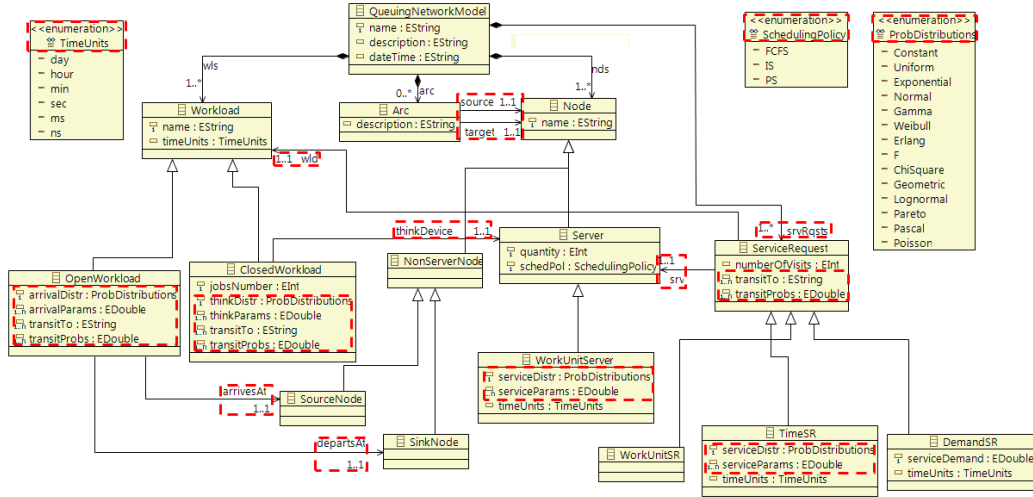 <<enumeration>>
TimeUnits
day
hour
min
sec
ms
ns
QueuingNetworkModel
name : EString
description : EString
dateTime : EString
<<enumeration>>
SchedulingPolicy
FCFS
IS
PS
<<enumeration>>
ProbDistributions
Constant
Uniform
Exponential
Normal
Gamma
Weibull
Erlang
F
ChiSquare
Geometric
Lognormal
Pareto
Pascal
Poisson
wls
1..*
arc
0..*
nds
1..*
Workload
name : EString
timeUnits : TimeUnits
Arc
description : EString
source 1..1
target 1..1
Node
name : EString
1..1 wld
thinkDevice 1..1
1..*
srvRqsts
NonServerNode
Server
quantity : EInt
schedPol : SchedulingPolicy
1..1
srv
ServiceRequest
numberOfVisits : EInt
transitTo : EString
transitProbs : EDouble
OpenWorkload
arrivalDistr : ProbDistributions
arrivalParams : EDouble
transitTo : EString
transitProbs : EDouble
ClosedWorkload
jobsNumber : EInt
thinkDistr : ProbDistributions
thinkParams : EDouble
transitTo : EString
transitProbs : EDouble
WorkUnitServer
serviceDistr : ProbDistributions
serviceParams : EDouble
timeUnits : TimeUnits
arrivesAt
1..1
SourceNode
departsAt
1..1
SinkNode
WorkUnitSR
TimeSR
serviceDistr : ProbDistributions
serviceParams : EDouble
timeUnits : TimeUnits
DemandSR
serviceDemand : EDouble
timeUnits : TimeUnits